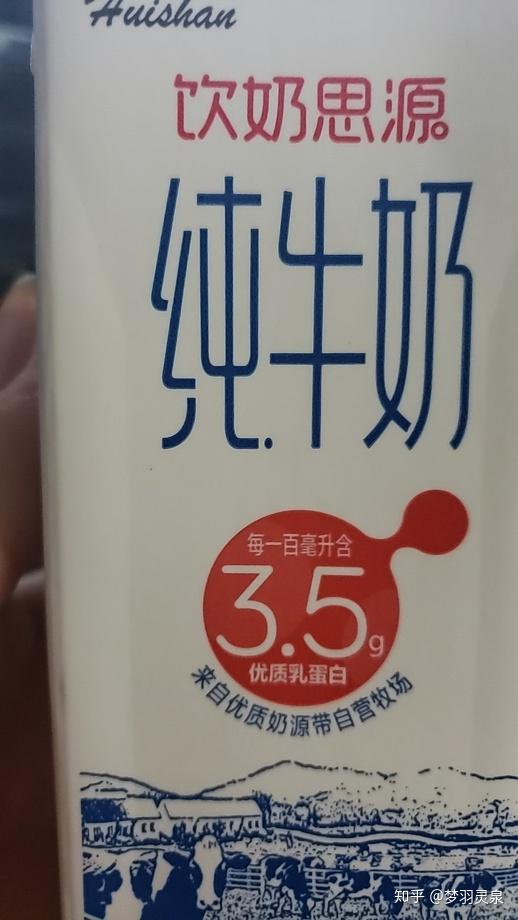 Huishan
饮奶思源
纯牛奶
每一百毫升含
3.5g
优质乳蛋白
来自优质奶源带自营牧场
知乎 @梦羽灵泉